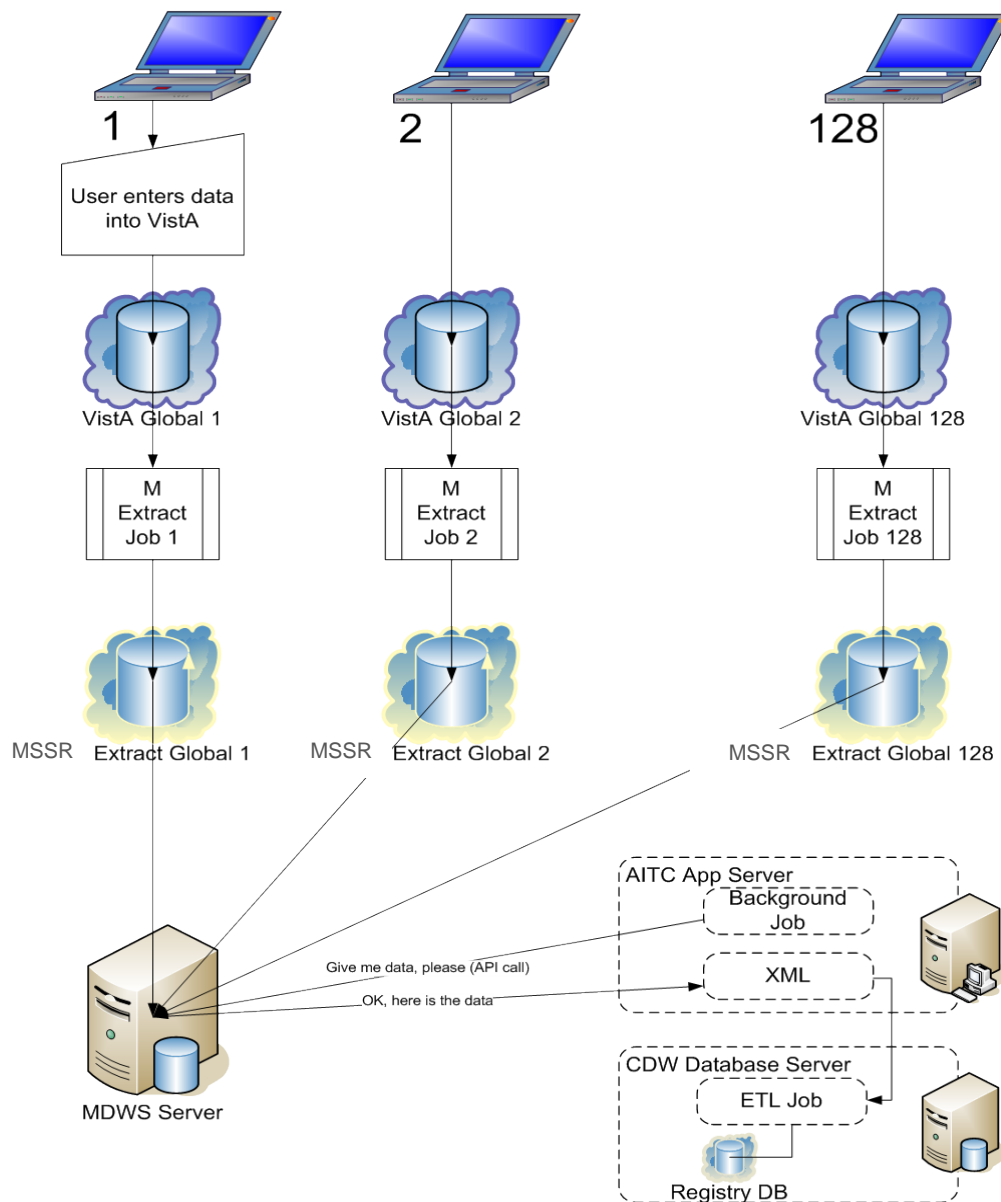 1
2
128
User enters data
into VistA
VistA Global 1
VistA Global 2
VistA Global 128
M
Extract
Job 1
M
Extract
Job 2
M
Extract
Job 128
MSSR
Extract Global 1
MSSR
Extract Global 2
MSSR
Extract Global 128
AITC App Server
Background
Job
Give me data, please (API call)
XML
OK, here is the data
MDWS Server
CDW Database Server
ETL Job
Registry DB